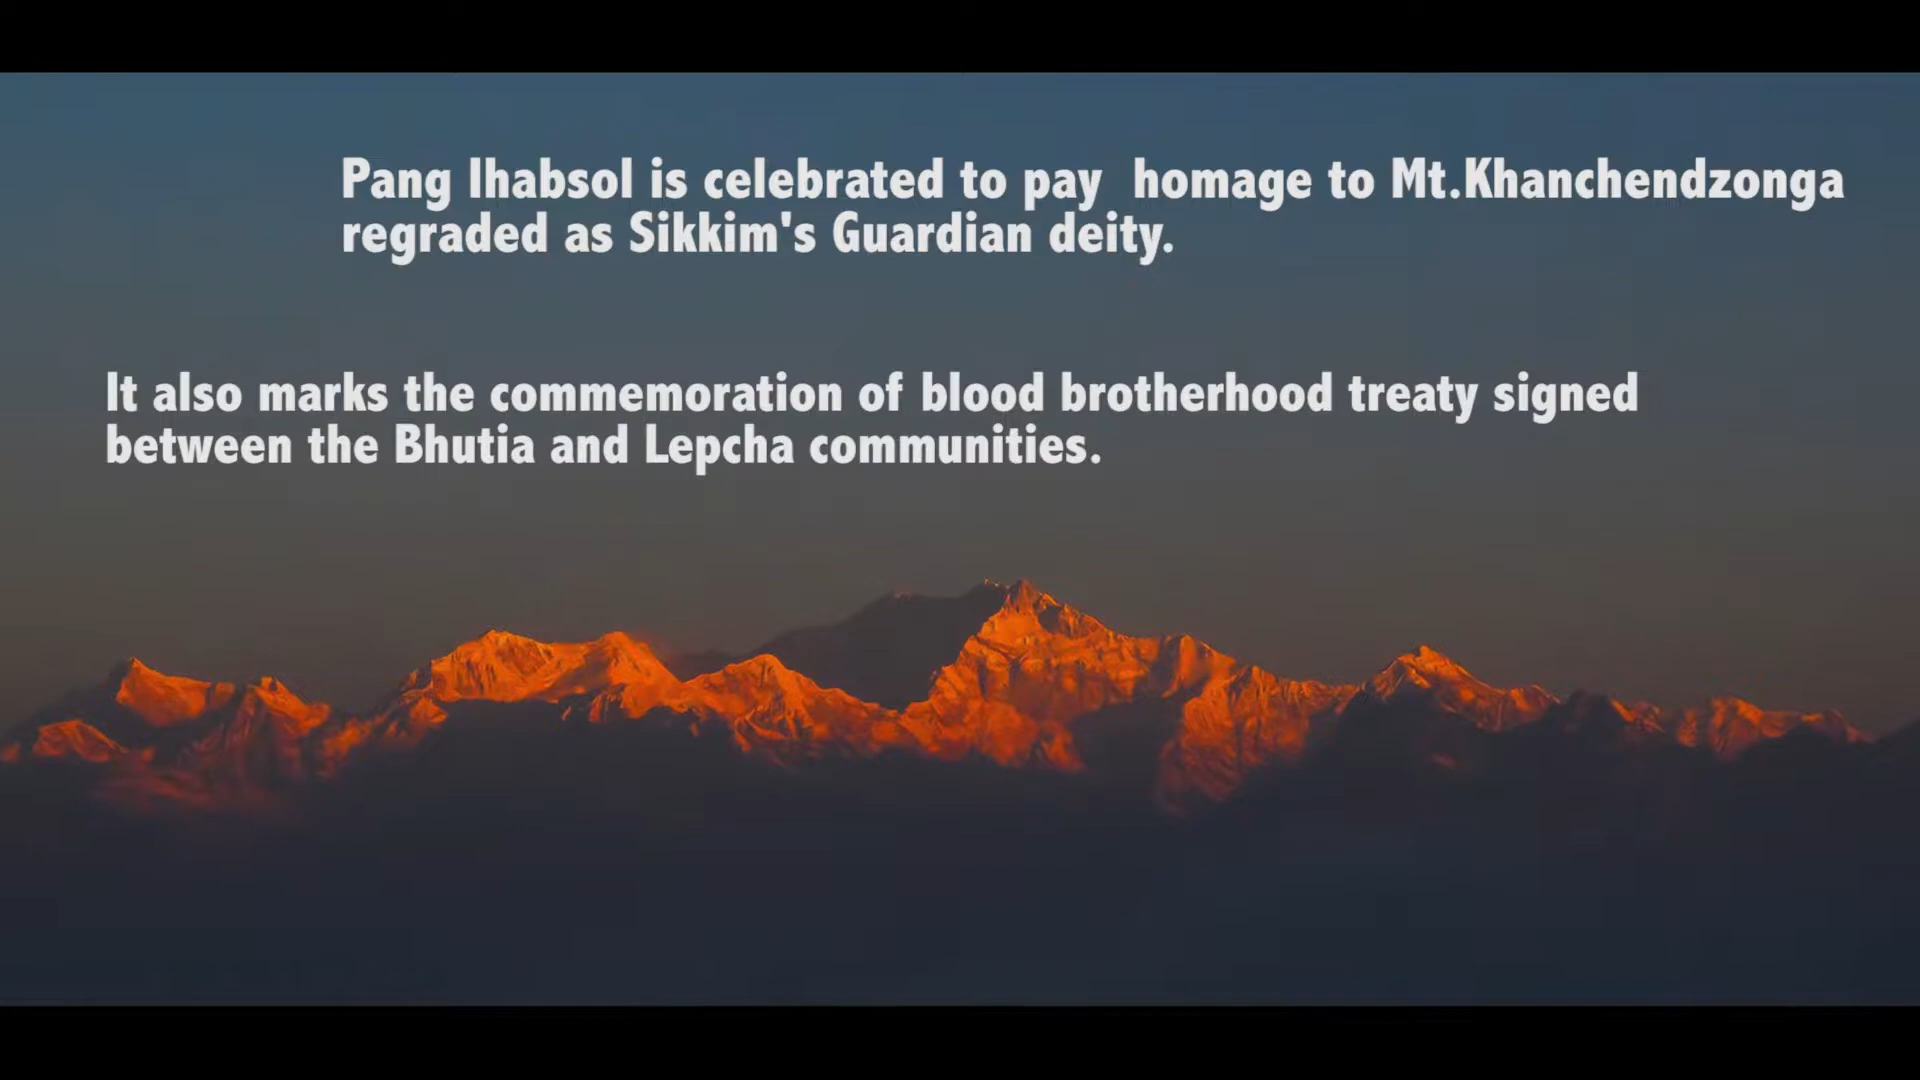 Pang lhabsol is celebrated to pay  homage to Mt.Khanchendzonga
regraded as Sikkim's Guardian deity.
It also marks the commemoration of blood brotherhood treaty signed
between the Bhutia and Lepcha communities.